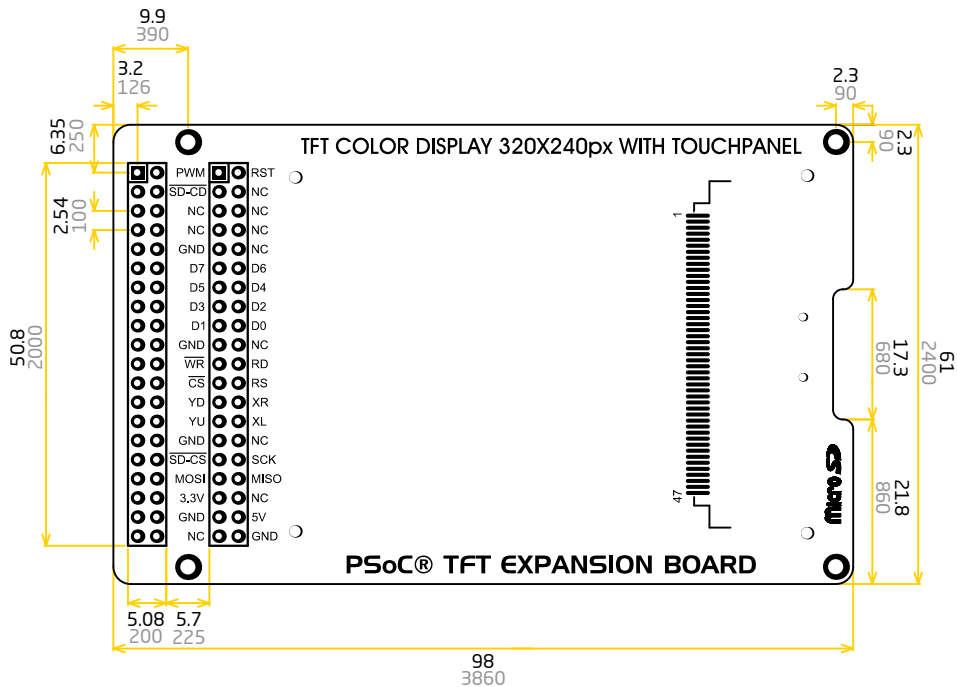 9.9
390
3.2
126
2.3
90
6.35
250
2.3
90
TFT COLOR DISPLAY 320X240px WITH TOUCHPANEL
PWM RST
SD-CD NC
NC NC
2.54
100
NC NC
GND NC
D7 D6
D5 D4
D3 D2
D1 D0
GND NC
WR RD
CS RS
YD XR
YU XL
GND NC
SD-CS SCK
MOSI MISO
3,3V NC
GND 5V
NC GND
1
47
50.8
2000
17.3
680
61
2400
21.8
860
Micro SD
PSoC® TFT EXPANSION BOARD
5.08
200
5.7
225
98
3860